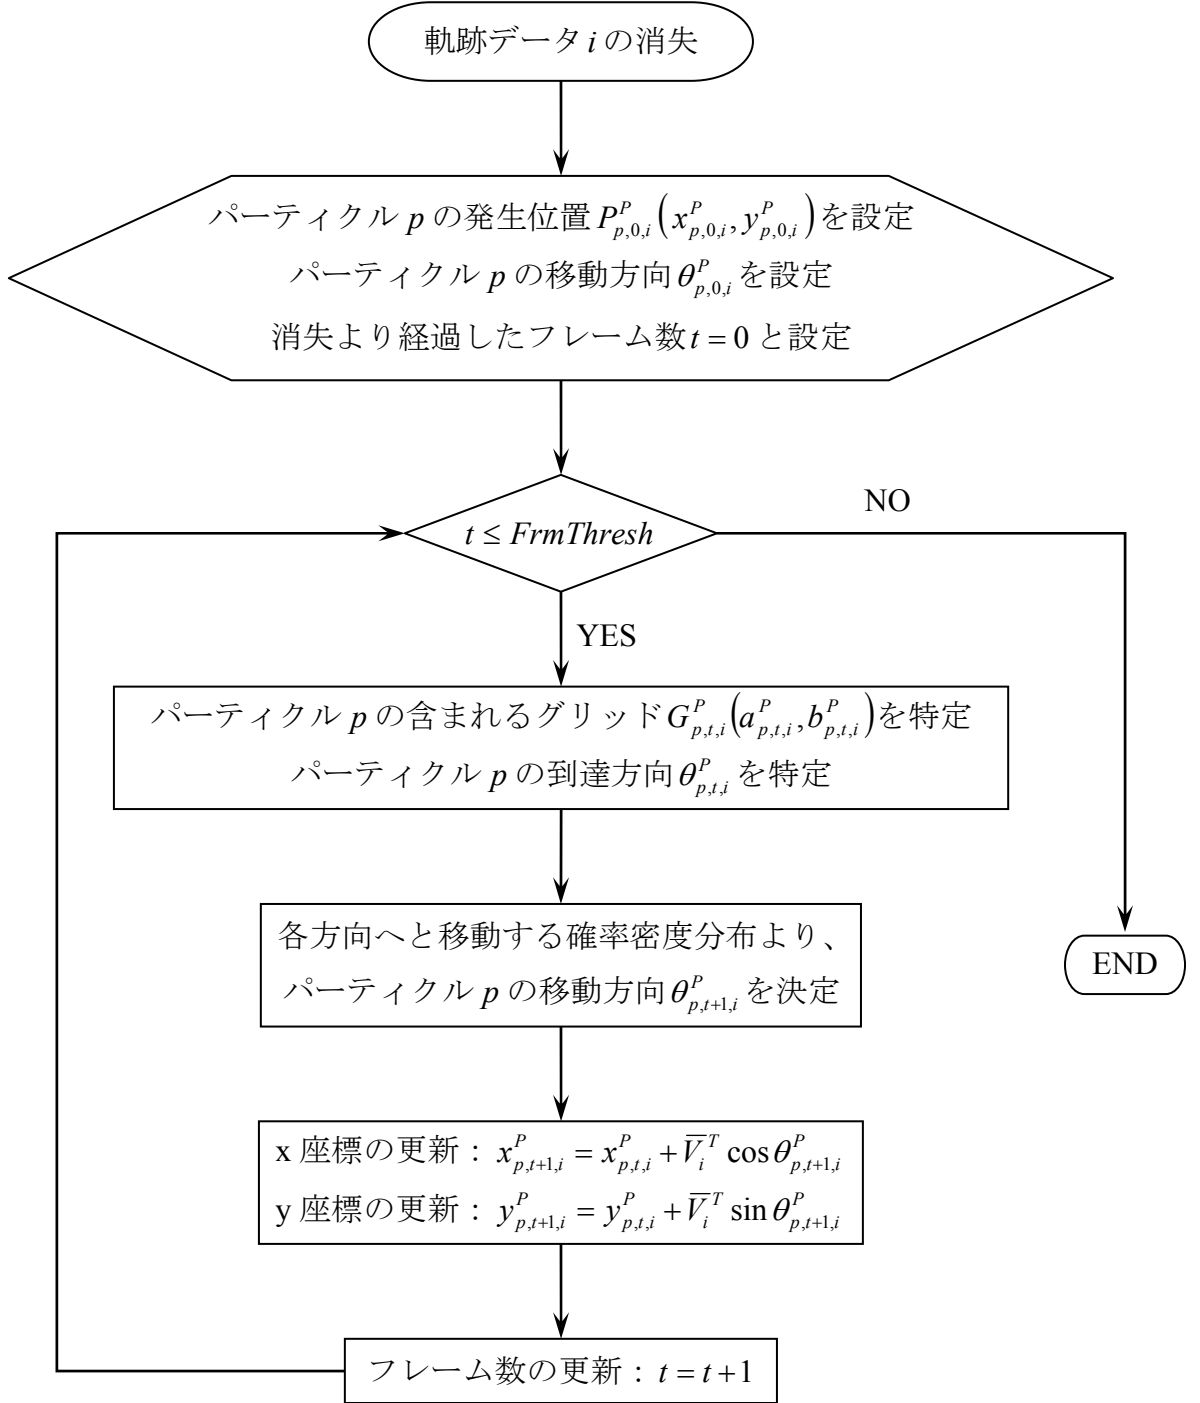 軌跡データ i の消失
パーティクル p の発生位置 P^P_{p,0,i}(x^P_{p,0,i}, y^P_{p,0,i}) を設定
パーティクル p の移動方向 θ^P_{p,0,i} を設定
消失より経過したフレーム数 t = 0 と設定
t ≤ FrmThresh
NO
YES
パーティクル p の含まれるグリッド G^P_{p,t,i}(a^P_{p,t,i}, b^P_{p,t,i}) を特定
パーティクル p の到達方向 θ^P_{p,t,i} を特定
各方向へと移動する確率密度分布より、
パーティクル p の移動方向 θ^P_{p,t+1,i} を決定
END
x 座標の更新：x^P_{p,t+1,i} = x^P_{p,t,i} + V̅_i^T cos θ^P_{p,t+1,i}
y 座標の更新：y^P_{p,t+1,i} = y^P_{p,t,i} + V̅_i^T sin θ^P_{p,t+1,i}
フレーム数の更新：t = t+1